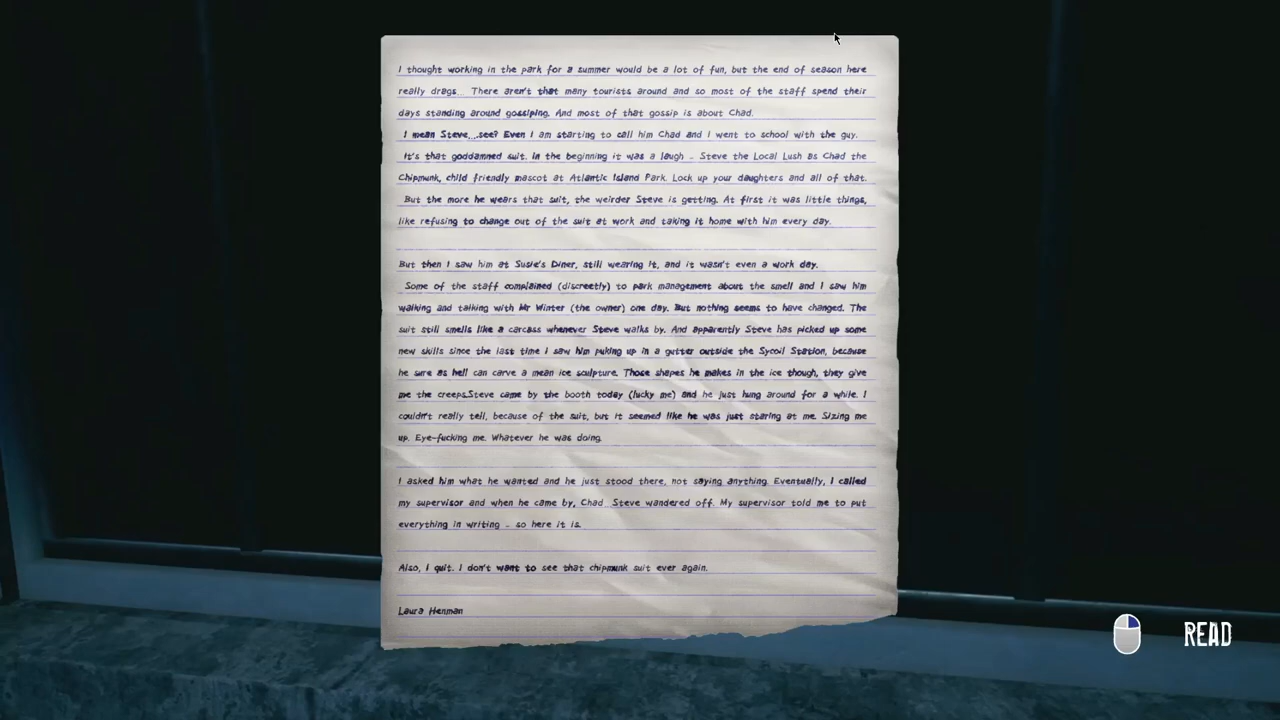 I thought working in the park for a summer would be a lot of fun, but the end of season here
really drags... There aren't that many tourists around and so most of the staff spend their
days standing around gossiping. And most of that gossip is about Chad.
I mean Steve...see? Even I am starting to call him Chad and I went to school with the guy.
It's that goddamned suit. In the beginning it was a laugh - Steve the Local Lush as Chad the
Chipmunk, child friendly mascot at Atlantic Island Park. Lock up your daughters and all of that.
But the more he wears that suit, the weirder Steve is getting. At first it was little things,
like refusing to change out of the suit at work and taking it home with him every day.
But then I saw him at Susie's Diner, still wearing it, and it wasn't even a work day.
Some of the staff complained (discreetly) to park management about the smell and I saw him
walking and talking with Mr Winter (the owner) one day. But nothing seems to have changed. The
suit still smells like a carcass whenever Steve walks by. And apparently Steve has picked up some
new skills since the last time I saw him puking up in a gutter outside the Sycoil Station, because
he sure as hell can carve a mean ice sculpture. Those shapes he makes in the ice though, they give
me the creeps.Steve came by the booth today (lucky me) and he just hung around for a while. I
couldn't really tell, because of the suit, but it seemed like he was just staring at me. Sizing me
up. Eye-fucking me. Whatever he was doing.
I asked him what he wanted and he just stood there, not saying anything. Eventually, I called
my supervisor and when he came by, Chad Steve wandered off. My supervisor told me to put
everything in writing - so here it is.
Also, I quit. I don't want to see that chipmunk suit ever again.
Laura Henman
READ